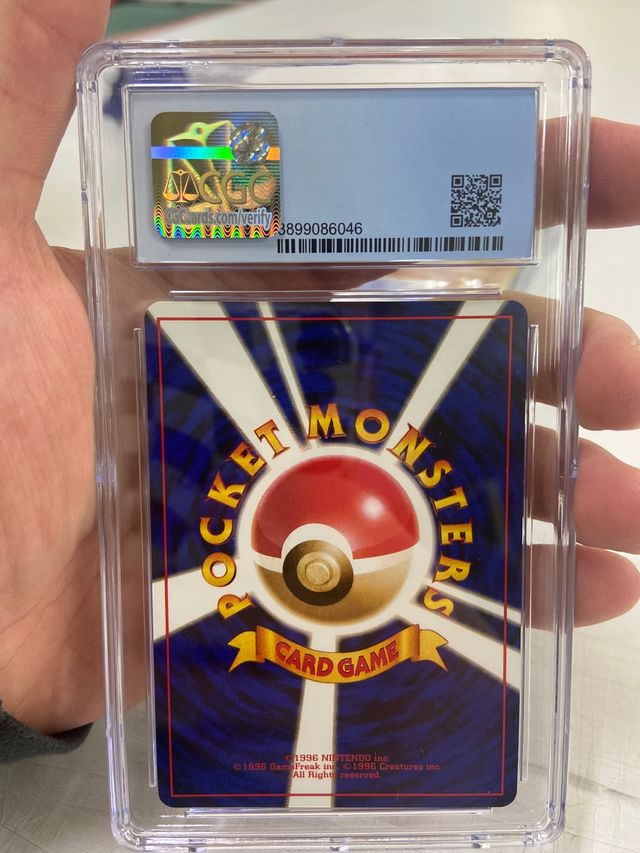 CGC
CGCcards.com/verify
3899086046
POCKET MONSTERS
CARD GAME
©1996 NINTENDO inc.
©1996 GameFreak inc. ©1996 Creatures inc.
All Rights reserved.